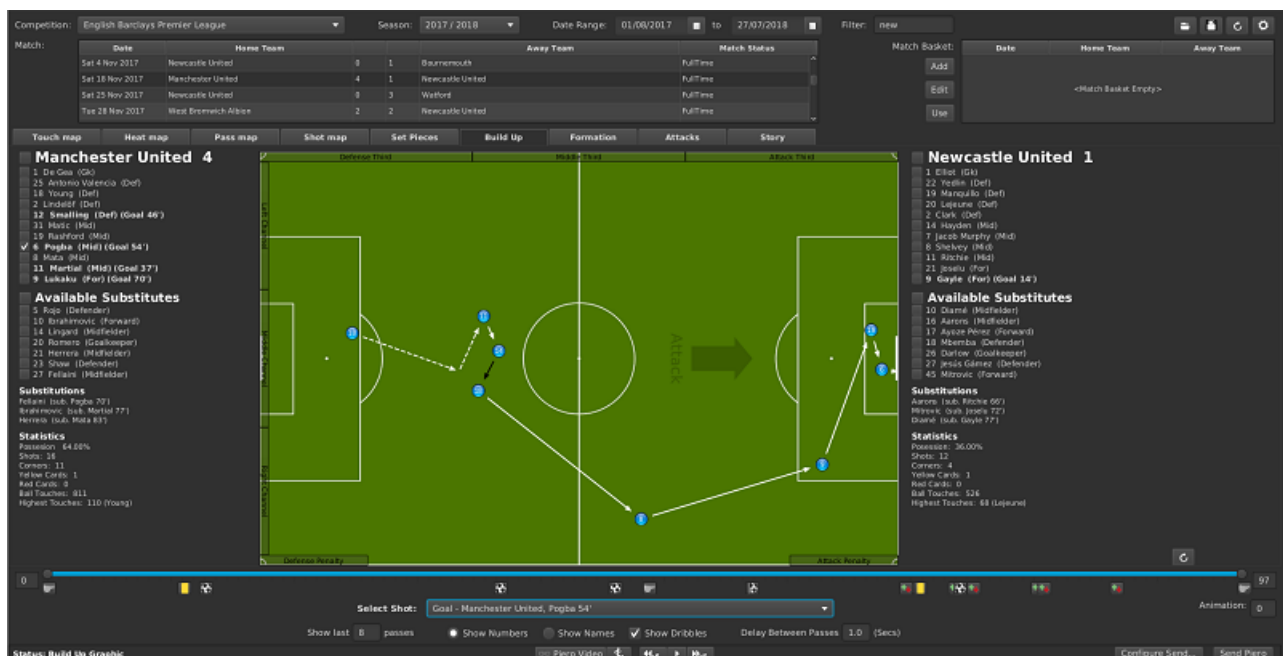 Competition: English Barclays Premier League Season: 2017 / 2018 Date Range: 01/08/2017 to 27/07/2018 Filter: new
Match: Date Home Team Away Team Match Status Match Basket: Date Home Team Away Team
Sat 4 Nov 2017 Newcastle United 0 1 Bournemouth FullTime
Sat 18 Nov 2017 Manchester United 4 1 Newcastle United FullTime
Sat 25 Nov 2017 Newcastle United 0 3 Watford FullTime
Tue 28 Nov 2017 West Bromwich Albion 2 2 Newcastle United FullTime
Add
Edit
Use
<Match Basket Empty>
Touch map Heat map Pass map Shot map Set Pieces Build Up Formation Attacks Story
Manchester United 4
1 De Gea (Gk)
25 Antonio Valencia (Def)
18 Young (Def)
2 Lindelöf (Def)
12 Smalling (Def) (Goal 46')
31 Matic (Mid)
19 Rashford (Mid)
6 Pogba (Mid) (Goal 54')
8 Mata (Mid)
11 Martial (Mid) (Goal 37')
9 Lukaku (For) (Goal 70')
Available Substitutes
5 Rojo (Defender)
10 Ibrahimovic (Forward)
14 Lingard (Midfielder)
20 Romero (Goalkeeper)
21 Herrera (Midfielder)
23 Shaw (Defender)
27 Fellaini (Midfielder)
Substitutions
Fellaini (sub. Pogba 70')
Ibrahimovic (sub. Martial 77')
Herrera (sub. Mata 83')
Statistics
Possesion: 64.00%
Shots: 16
Corners: 11
Yellow Cards: 1
Red Cards: 0
Ball Touches: 811
Highest Touches: 110 (Young)
Defense Third Middle Third Attack Third
Attack
Defense Penalty Attack Penalty
Newcastle United 1
1 Elliot (Gk)
22 Yedlin (Def)
19 Manquillo (Def)
20 Lejeune (Def)
2 Clark (Def)
14 Hayden (Mid)
7 Jacob Murphy (Mid)
8 Shelvey (Mid)
11 Ritchie (Mid)
21 Joselu (For)
9 Gayle (For) (Goal 14')
Available Substitutes
10 Diamé (Midfielder)
16 Aarons (Midfielder)
17 Ayoze Pérez (Forward)
18 Mbemba (Defender)
26 Darlow (Goalkeeper)
27 Jesús Gámez (Defender)
45 Mitrovic (Forward)
Substitutions
Aarons (sub. Ritchie 66')
Mitrovic (sub. Joselu 72')
Diamé (sub. Gayle 77')
Statistics
Possesion: 36.00%
Shots: 12
Corners: 4
Yellow Cards: 1
Red Cards: 0
Ball Touches: 526
Highest Touches: 68 (Lejeune)
0 97
Select Shot: Goal - Manchester United, Pogba 54' Animation: 0
Show last 8 passes Show Numbers Show Names Show Dribbles Delay Between Passes 1.0 (Secs)
Status: Build Up Graphic Piero Video Configure Send... Send Piero